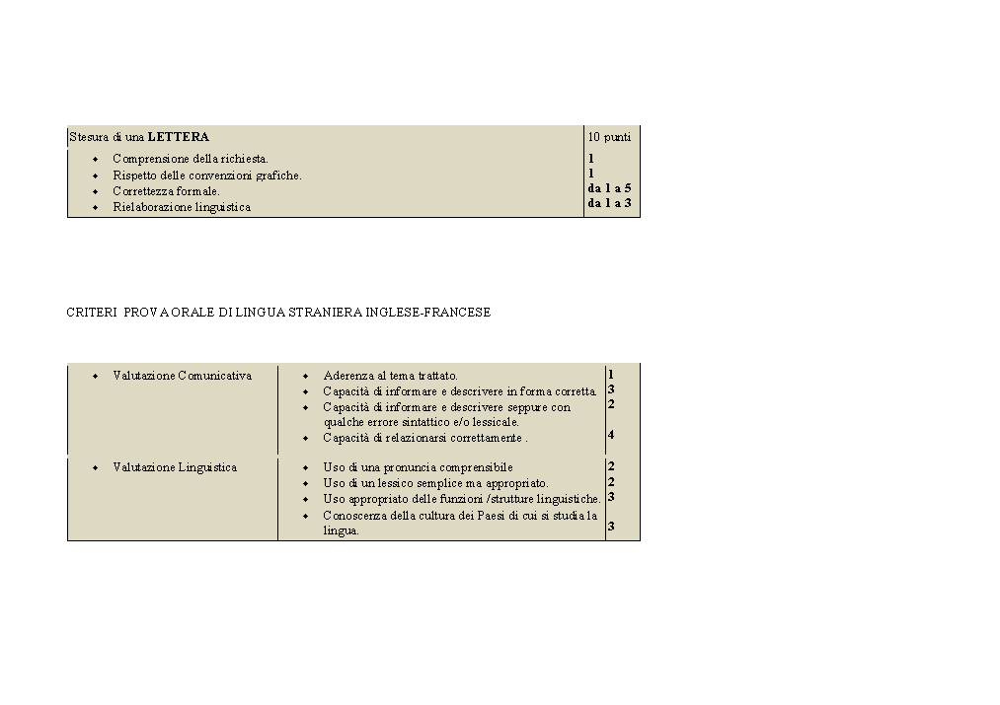 Stesura di una LETTERA 10 punti
• Comprensione della richiesta. 1
• Rispetto delle convenzioni grafiche. 1
• Correttezza formale. da 1 a 5
• Rielaborazione linguistica da 1 a 3
CRITERI PROVA ORALE DI LINGUA STRANIERA INGLESE-FRANCESE
• Valutazione Comunicativa • Aderenza al tema trattato. 1
• Capacità di informare e descrivere in forma corretta 3
• Capacità di informare e descrivere seppure con 2
qualche errore sintattico e/o lessicale.
• Capacità di relazionarsi correttamente . 4
• Valutazione Linguistica • Uso di una pronuncia comprensibile 2
• Uso di un lessico semplice ma appropriato. 2
• Uso appropriato delle funzioni /strutture linguistiche. 3
• Conoscenza della cultura dei Paesi di cui si studia la
lingua. 3